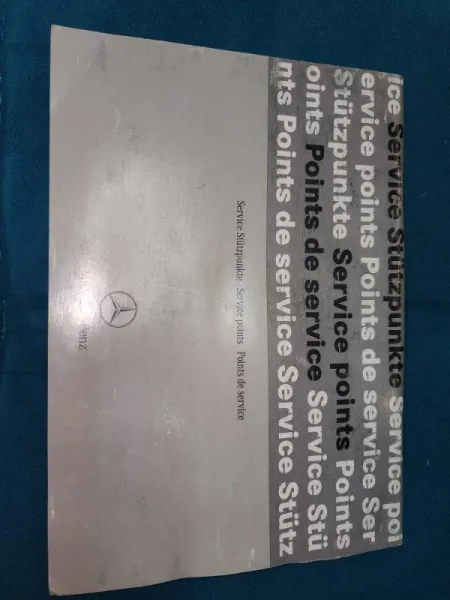 ice Service Stützpunkte Service poi
ervice points Points de service Ser
Stützpunkte Service points Points
oints Points de service Service Stü
nts Points de service Service Stütz
Service Stützpunkte Service points Points de service